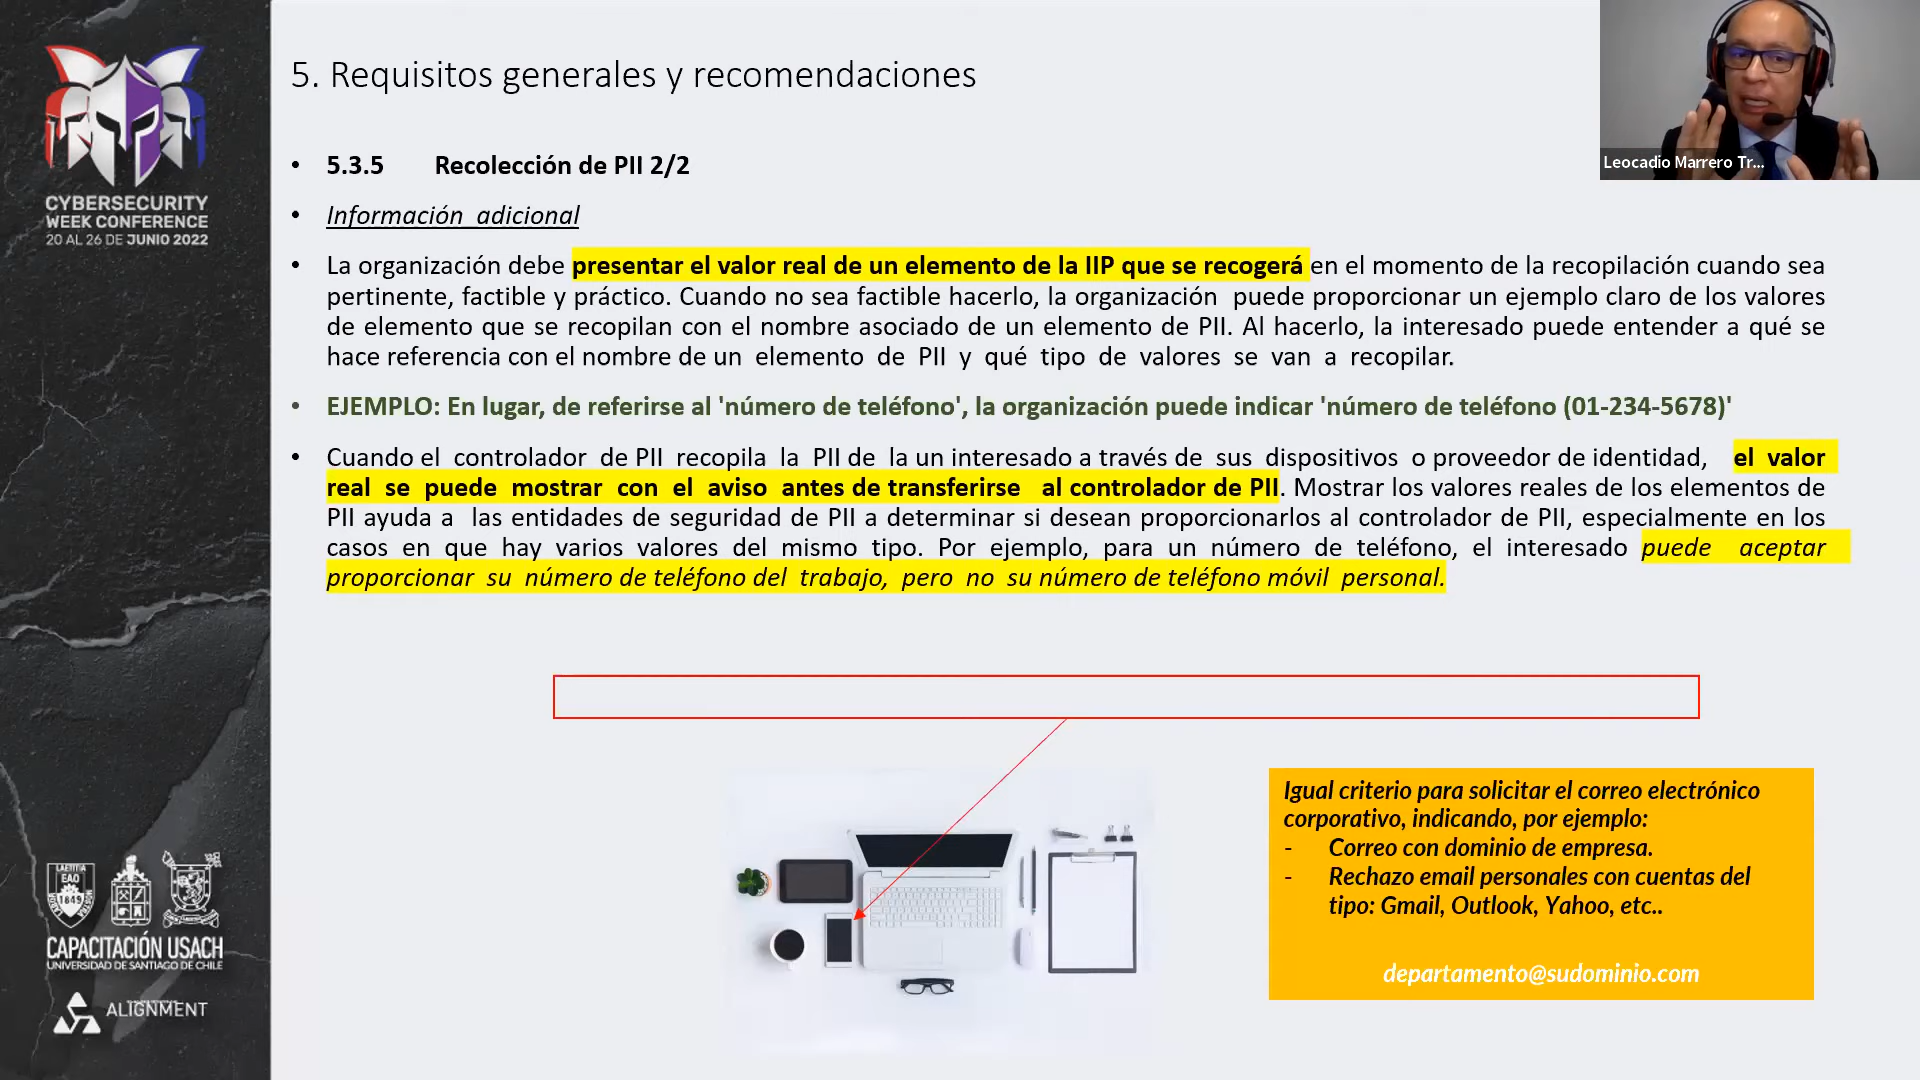 5. Requisitos generales y recomendaciones
• 5.3.5 Recolección de PII 2/2
• Información adicional
• La organización debe presentar el valor real de un elemento de la IIP que se recogerá en el momento de la recopilación cuando sea
pertinente, factible y práctico. Cuando no sea factible hacerlo, la organización puede proporcionar un ejemplo claro de los valores
de elemento que se recopilan con el nombre asociado de un elemento de PII. Al hacerlo, la interesado puede entender a qué se
hace referencia con el nombre de un elemento de PII y qué tipo de valores se van a recopilar.
• EJEMPLO: En lugar, de referirse al 'número de teléfono', la organización puede indicar 'número de teléfono (01-234-5678)'
• Cuando el controlador de PII recopila la PII de la un interesado a través de sus dispositivos o proveedor de identidad, el valor
real se puede mostrar con el aviso antes de transferirse al controlador de PII. Mostrar los valores reales de los elementos de
PII ayuda a las entidades de seguridad de PII a determinar si desean proporcionarlos al controlador de PII, especialmente en los
casos en que hay varios valores del mismo tipo. Por ejemplo, para un número de teléfono, el interesado puede aceptar
proporcionar su número de teléfono del trabajo, pero no su número de teléfono móvil personal.
Igual criterio para solicitar el correo electrónico
corporativo, indicando, por ejemplo:
- Correo con dominio de empresa.
- Rechazo email personales con cuentas del
tipo: Gmail, Outlook, Yahoo, etc..
departamento@sudominio.com
Leocadio Marrero Tr...
CYBERSECURITY
WEEK CONFERENCE
20 AL 26 DE JUNIO 2022
LAETITIA
EAO
1849
CAPACITACIÓN USACH
UNIVERSIDAD DE SANTIAGO DE CHILE
ALIGNMENT